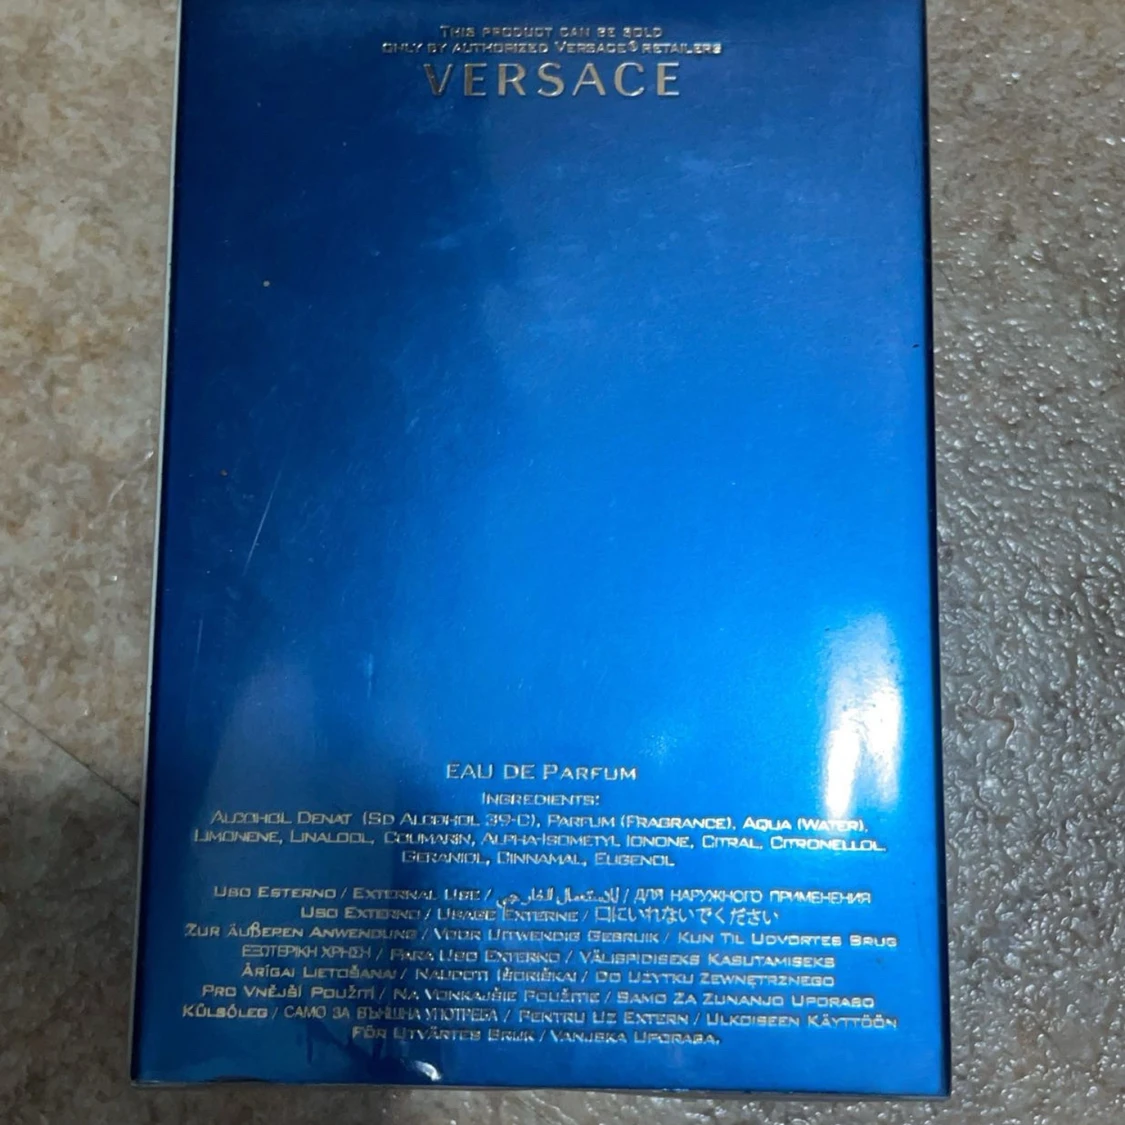 THIS PRODUCT CAN BE SOLD
ONLY BY AUTHORIZED VERSACE® RETAILERS
VERSACE
EAU DE PARFUM
INGREDIENTS:
ALCOHOL DENAT (SD ALCOHOL 39-C), PARFUM (FRAGRANCE), AQUA (WATER),
LIMONENE, LINALOOL, COUMARIN, ALPHA-ISOMETYL IONONE, CITRAL, CITRONELLOL
GERANIOL, CINNAMAL, EUGENOL
USO ESTERNO / EXTERNAL USE / للاستعمال الخارجي / ДЛЯ НАРУЖНОГО ПРИМЕНЕНИЯ
USO EXTERNO / USAGE EXTERNE / 口にいれないでください
ZUR ÄUßEREN ANWENDUNG / VOOR UITWENDIG GEBRUIK / KUN TIL UDVORTES BRUG
ΕΞΩΤΕΡΙΚΗ ΧΡΗΣΗ / PARA USO EXTERNO / VÄLISPIDISEKS KASUTAMISEKS
ĀRĪGAI LIETOŠANAI / NAUDOTI IŠORIŠKAI / DO UŻYTKU ZEWNĘTRZNEGO
PRO VNĚJŠÍ POUŽITÍ / NA VONKAJŠIE POUŽITIE / SAMO ZA ZUNANJO UPORABO
KÜLSÖLEG / САМО ЗА ВЪНШНА УПОТРЕБА / PENTRU UZ EXTERN / ULKOISEEN KÄYTTÖÖN
FÖR UTVÄRTES BRUK / VANJSKA UPORABA.